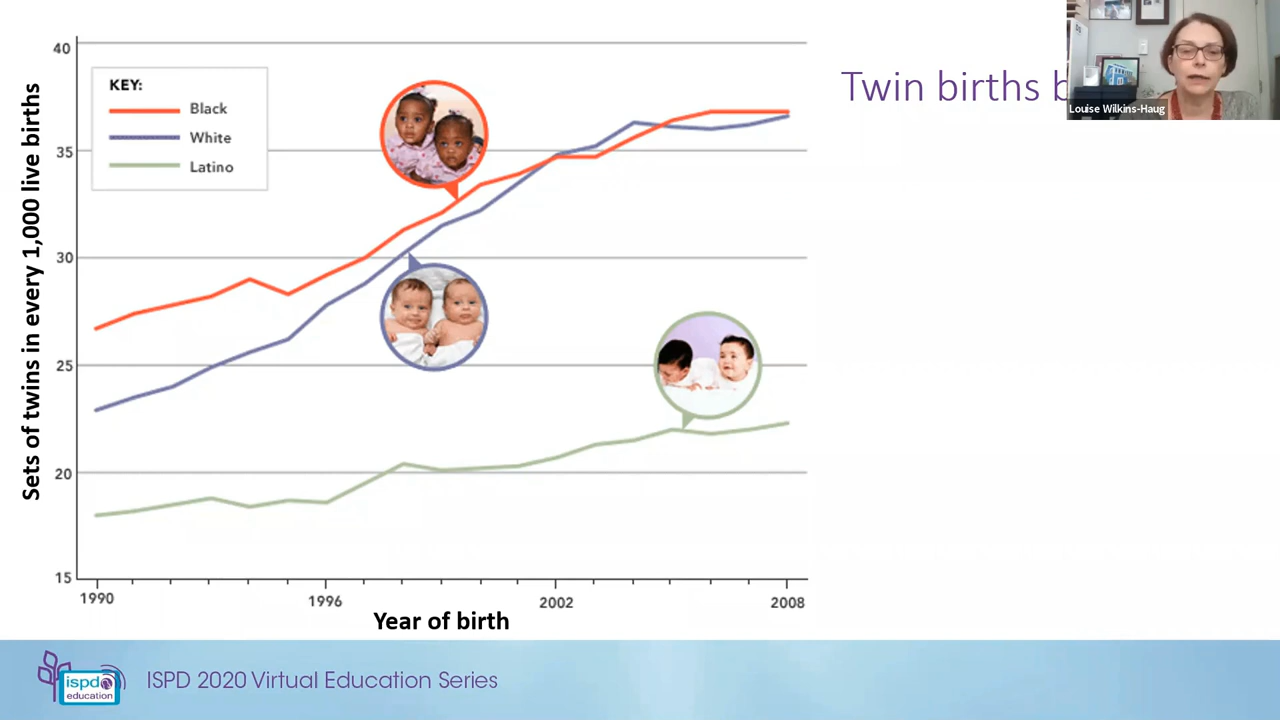 Twin births
Louise Wilkins-Haug
KEY:
Black
White
Latino
Sets of twins in every 1,000 live births
40
35
30
25
20
15
1990
1996
2002
2008
Year of birth
ispd
education
ISPD 2020 Virtual Education Series